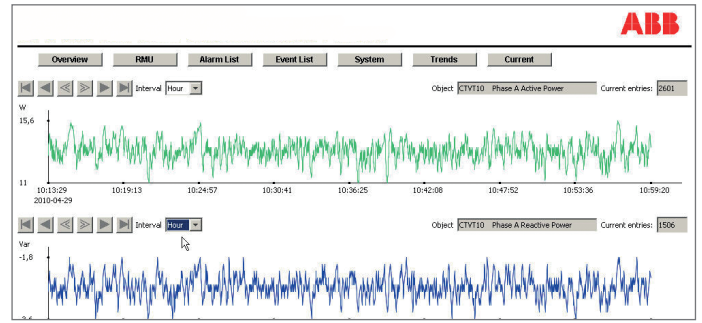 ABB
Overview RMU Alarm List Event List System Trends Current
Interval Hour Object CTVT10 Phase A Active Power Current entries: 2601
W
15,6
11
10:13:29 10:19:13 10:24:57 10:30:41 10:36:25 10:42:08 10:47:52 10:53:36 10:59:20
2010-04-29
Interval Hour Object CTVT10 Phase A Reactive Power Current entries: 1506
Var
-1,8